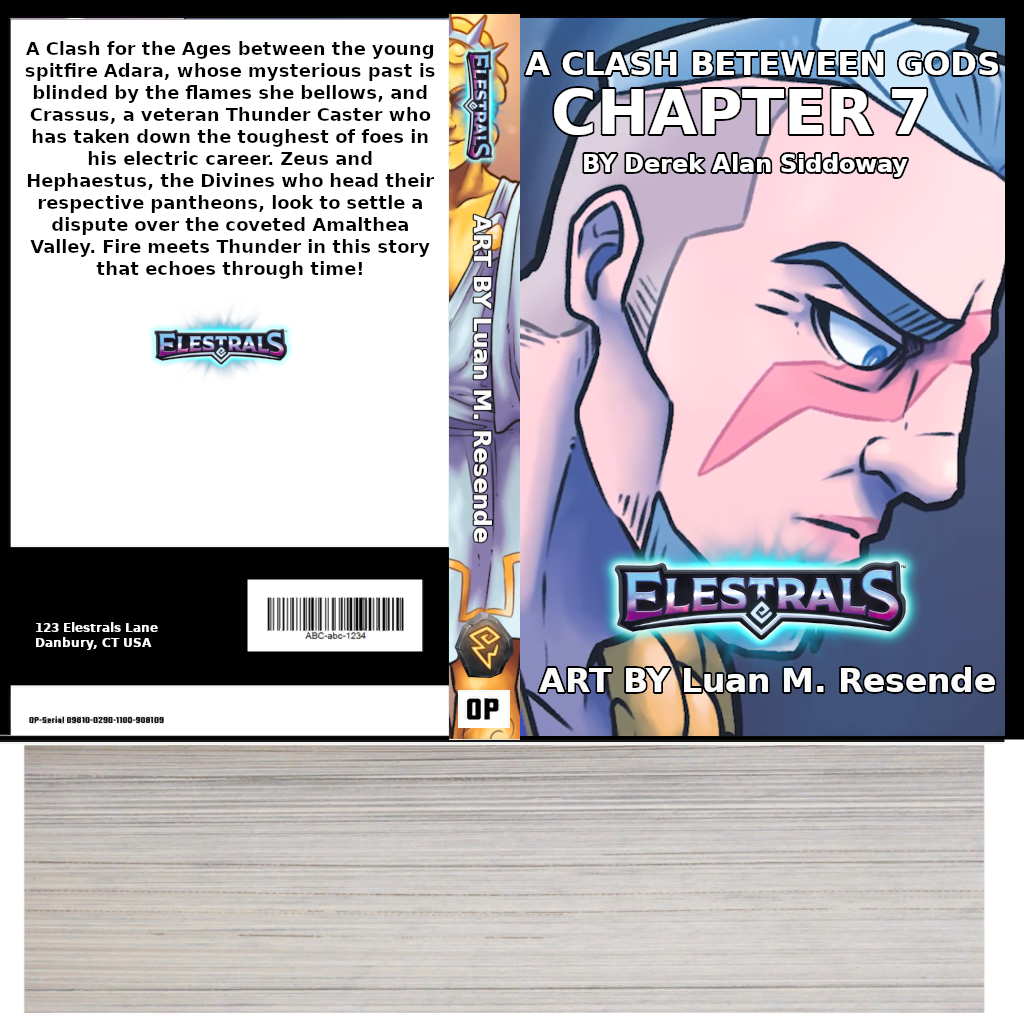 A Clash for the Ages between the young
spitfire Adara, whose mysterious past is
blinded by the flames she bellows, and
Crassus, a veteran Thunder Caster who
has taken down the toughest of foes in
his electric career. Zeus and
Hephaestus, the Divines who head their
respective pantheons, look to settle a
dispute over the coveted Amalthea
Valley. Fire meets Thunder in this story
that echoes through time!
ELESTRALS
123 Elestrals Lane
Danbury, CT USA
ABC-abc-1234
OP-Serial 09810-0290-1100-908109
ELESTRALS
ART BY Luan M. Resende
OP
A CLASH BETEWEEN GODS
CHAPTER 7
BY Derek Alan Siddoway
ELESTRALS™
ART BY Luan M. Resende